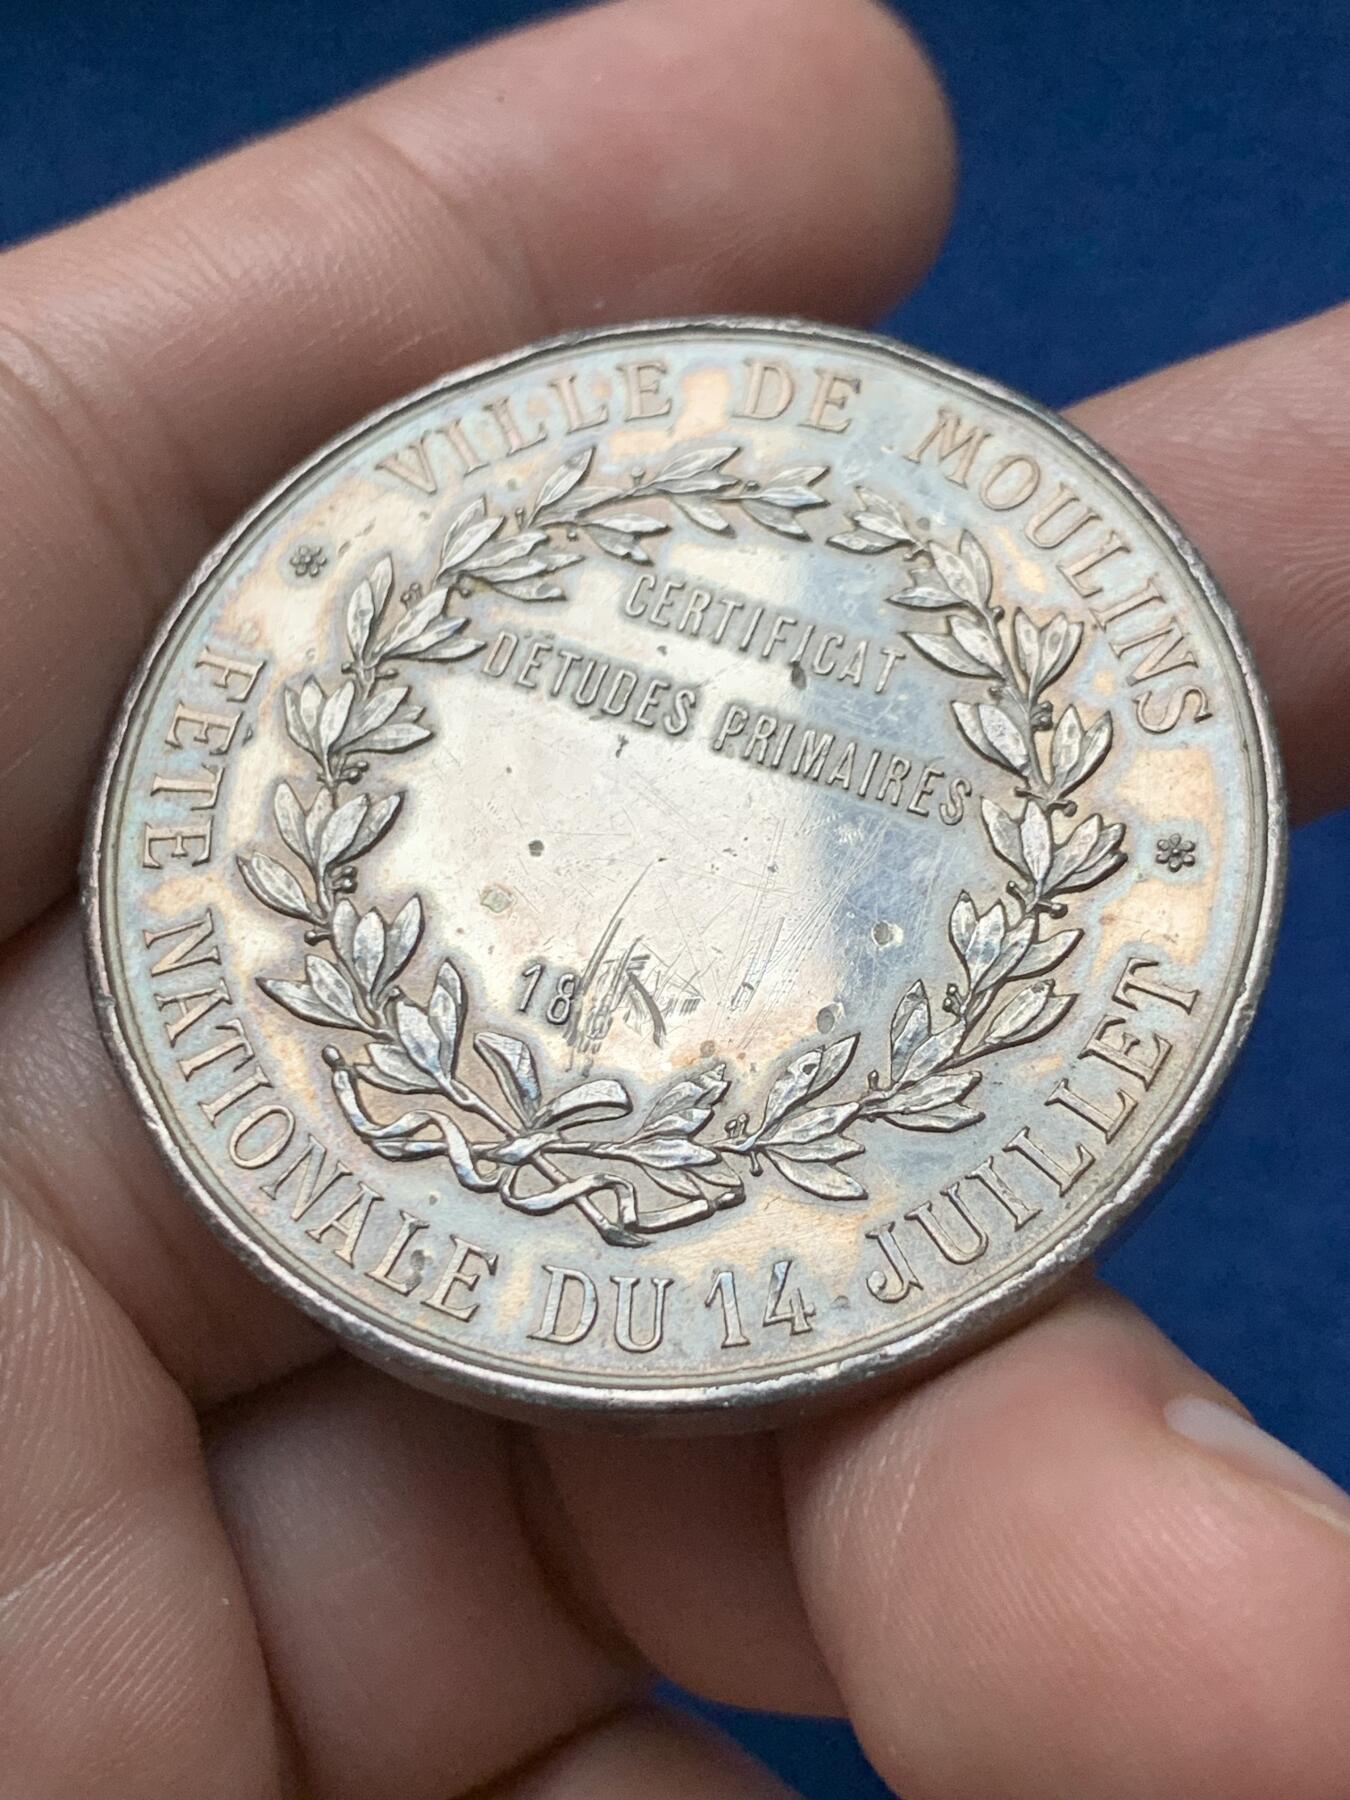 VILLE DE MOULINS
CERTIFICAT
D'ÉTUDES PRIMAIRES
18
FÊTE NATIONALE DU 14 JUILLET